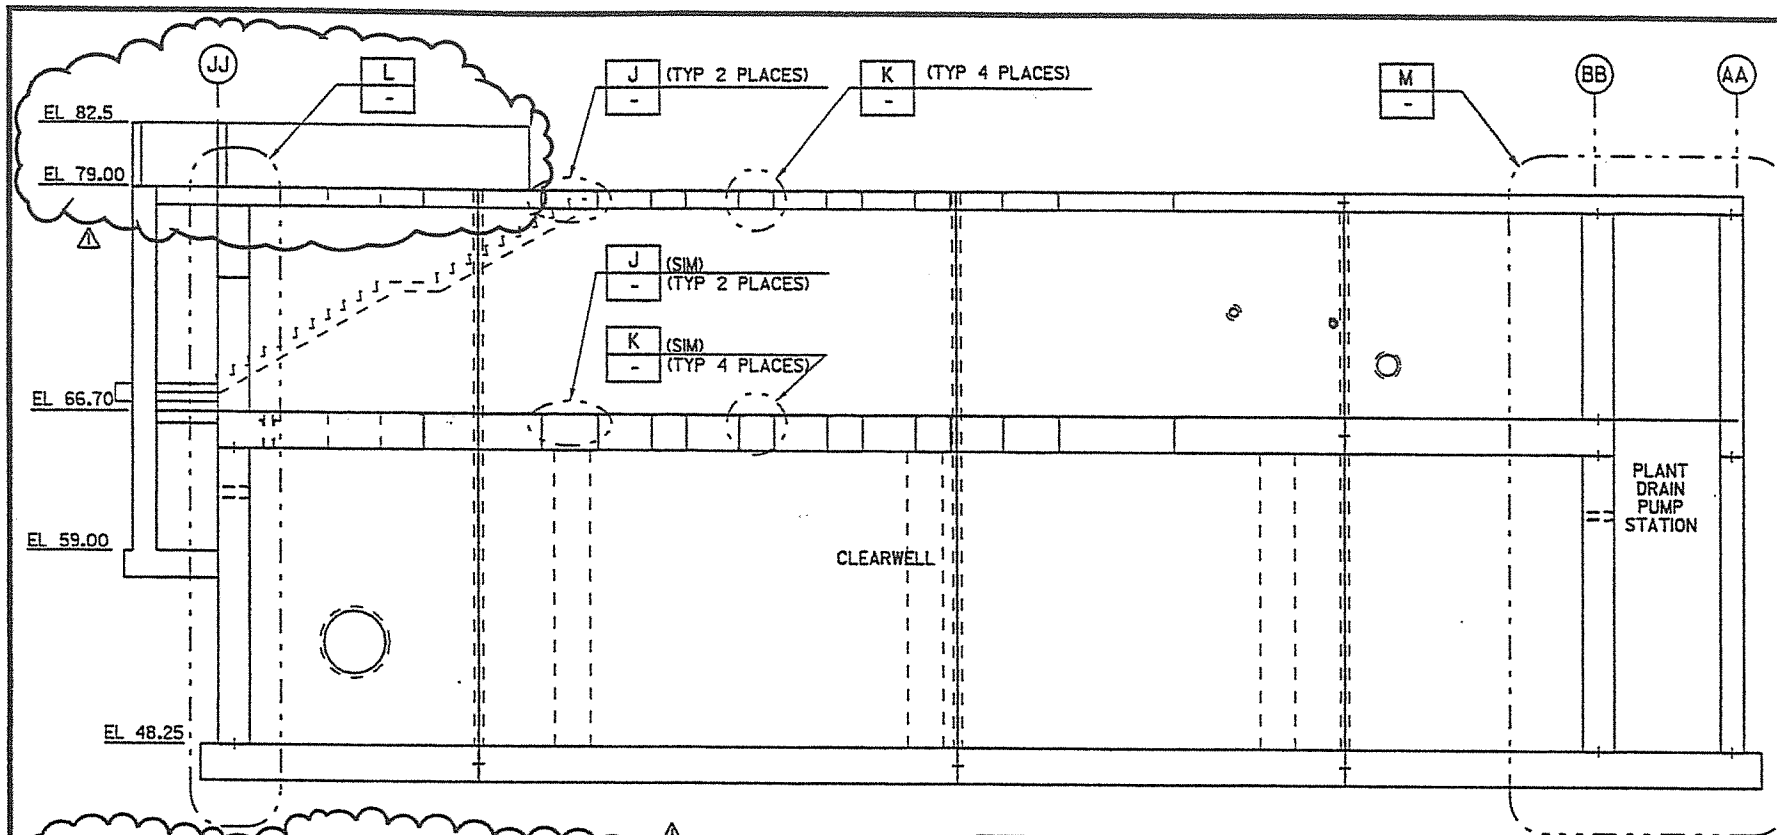 JJ
L
-
J (TYP 2 PLACES)
-
K (TYP 4 PLACES)
-
M
-
BB
AA
EL 82.5
EL 79.00
1
J (SIM)
- (TYP 2 PLACES)
K (SIM)
- (TYP 4 PLACES)
EL 66.70
PLANT
DRAIN
PUMP
STATION
EL 59.00
CLEARWELL
EL 48.25